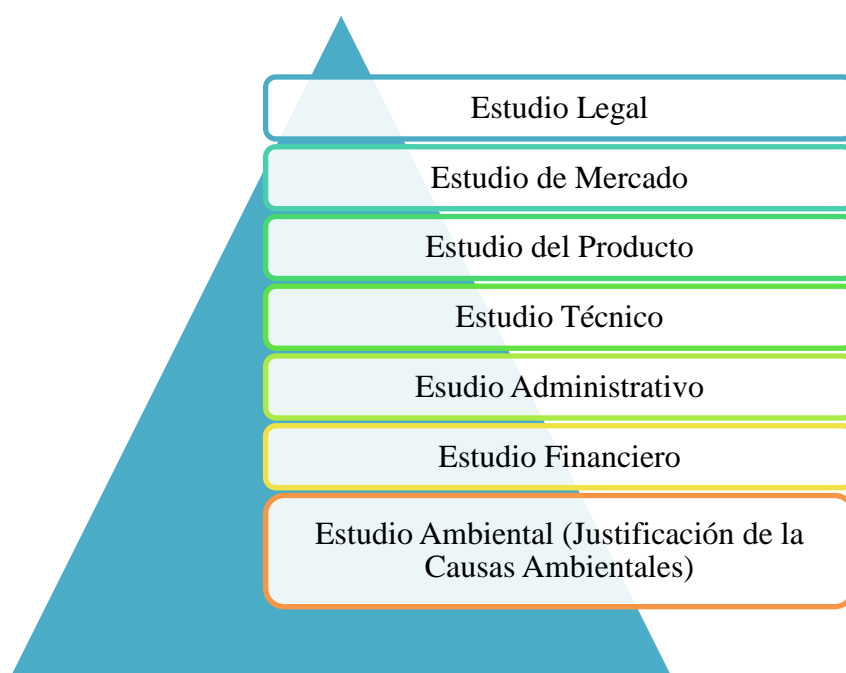 Estudio Legal
Estudio de Mercado
Estudio del Producto
Estudio Técnico
Esudio Administrativo
Estudio Financiero
Estudio Ambiental (Justificación de la
Causas Ambientales)